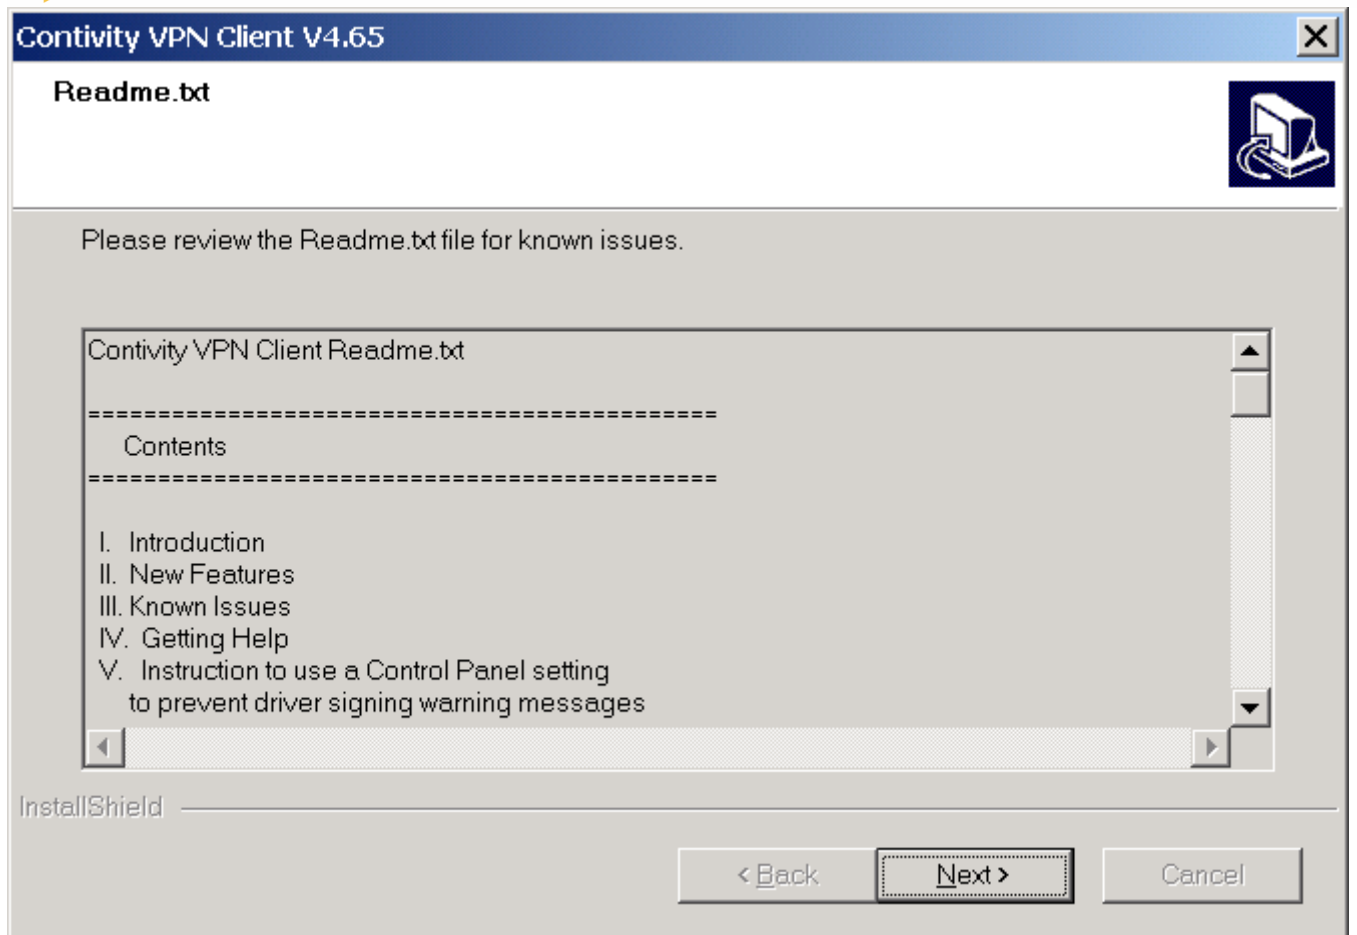 Contivity VPN Client V4.65
Readme.txt
Please review the Readme.txt file for known issues.
Contivity VPN Client Readme.txt
=============================================
Contents
=============================================
I. Introduction
II. New Features
III. Known Issues
IV. Getting Help
V. Instruction to use a Control Panel setting
to prevent driver signing warning messages
InstallShield
< Back
Next >
Cancel